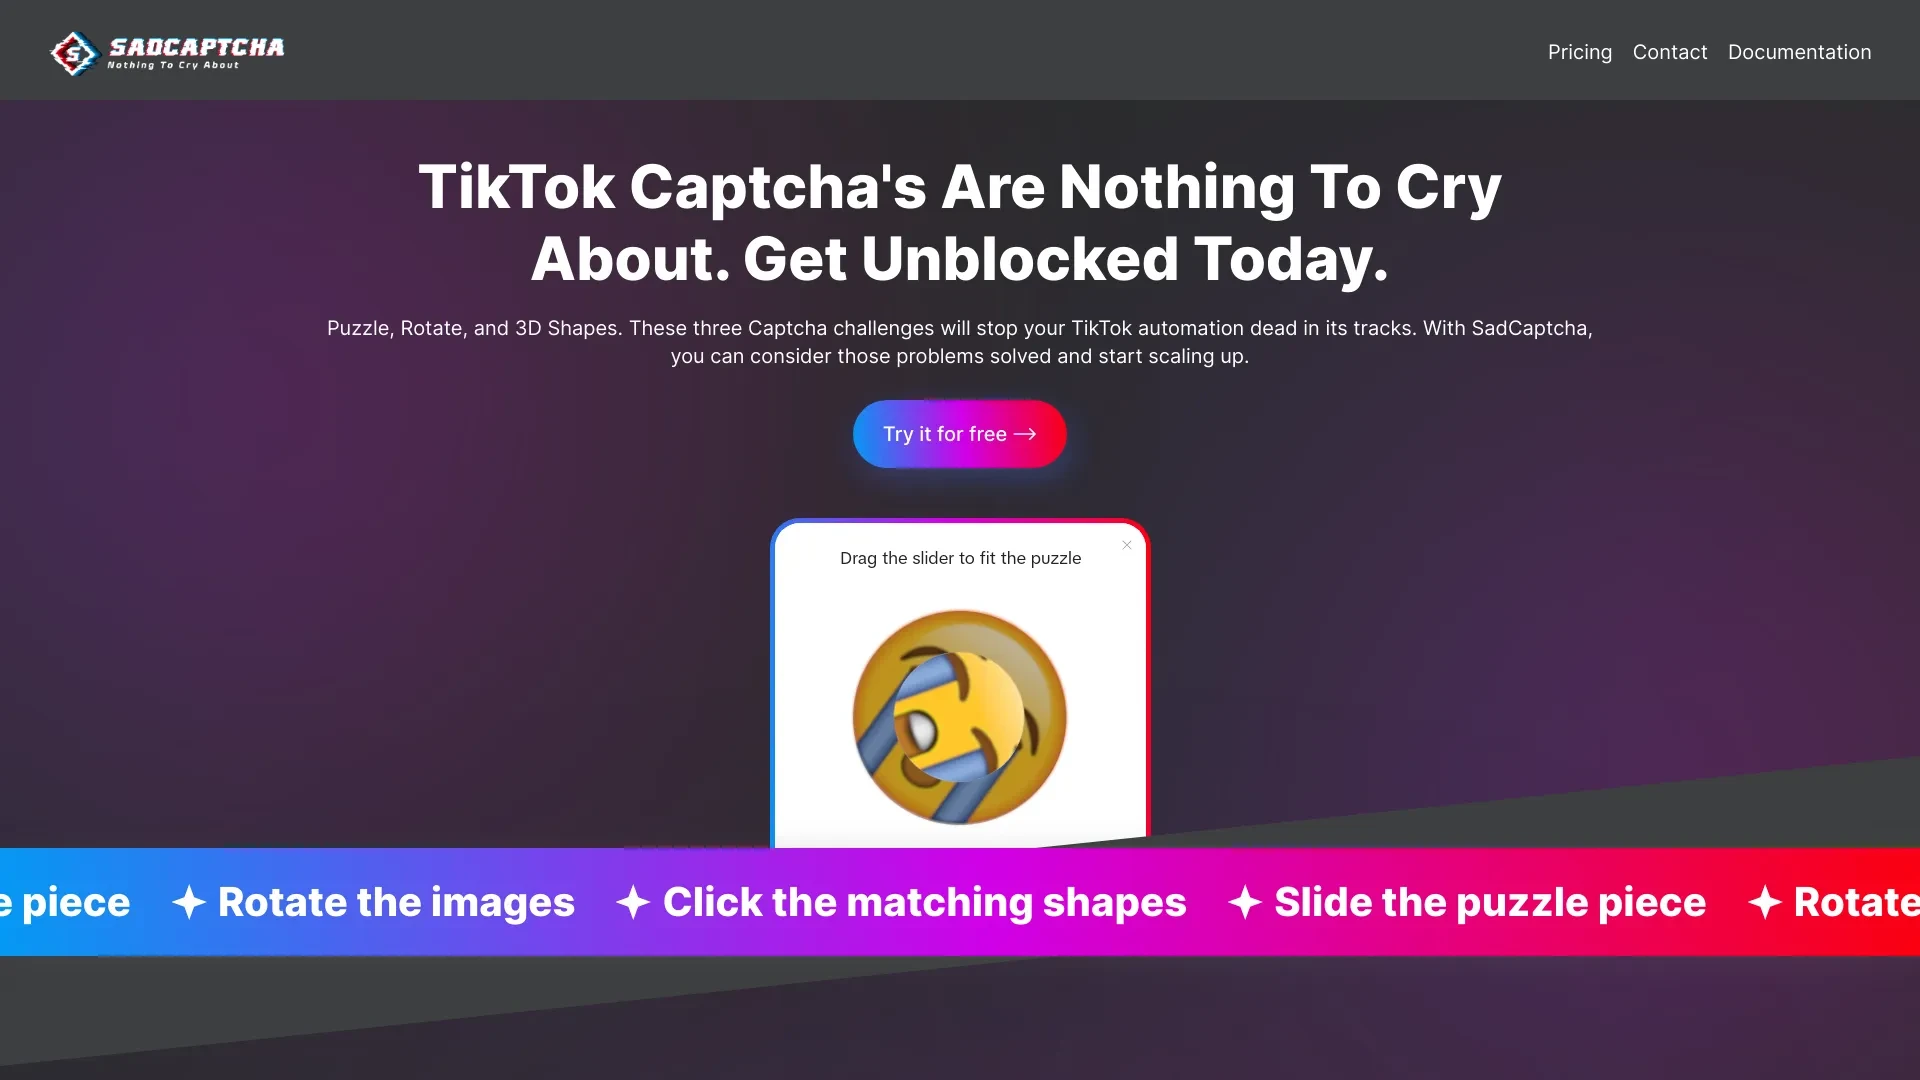 SADCAPTCHA
Nothing To Cry About
Pricing Contact Documentation
TikTok Captcha's Are Nothing To Cry
About. Get Unblocked Today.
Puzzle, Rotate, and 3D Shapes. These three Captcha challenges will stop your TikTok automation dead in its tracks. With SadCaptcha,
you can consider those problems solved and start scaling up.
Try it for free →
Drag the slider to fit the puzzle
e piece ✦ Rotate the images ✦ Click the matching shapes ✦ Slide the puzzle piece ✦ Rotate